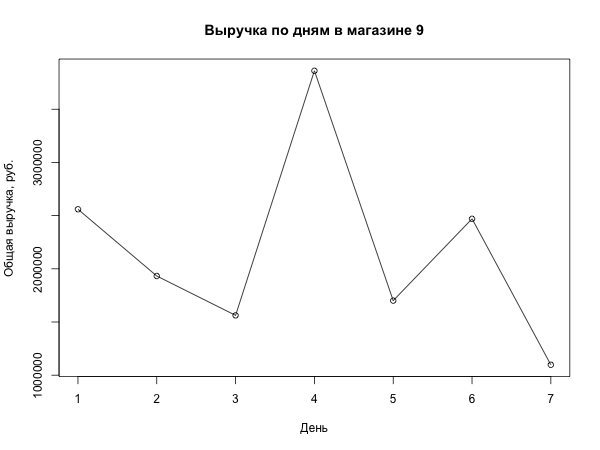 Выручка по дням в магазине 9
Общая выручка, руб.
3000000
2000000
1000000
1 2 3 4 5 6 7
День